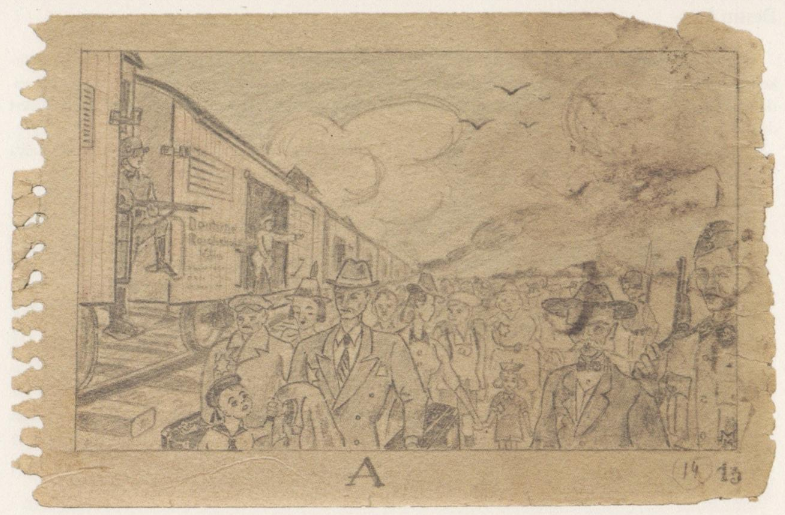 Deutsche
Reichsbahn
Köln
A
(14) 15
M